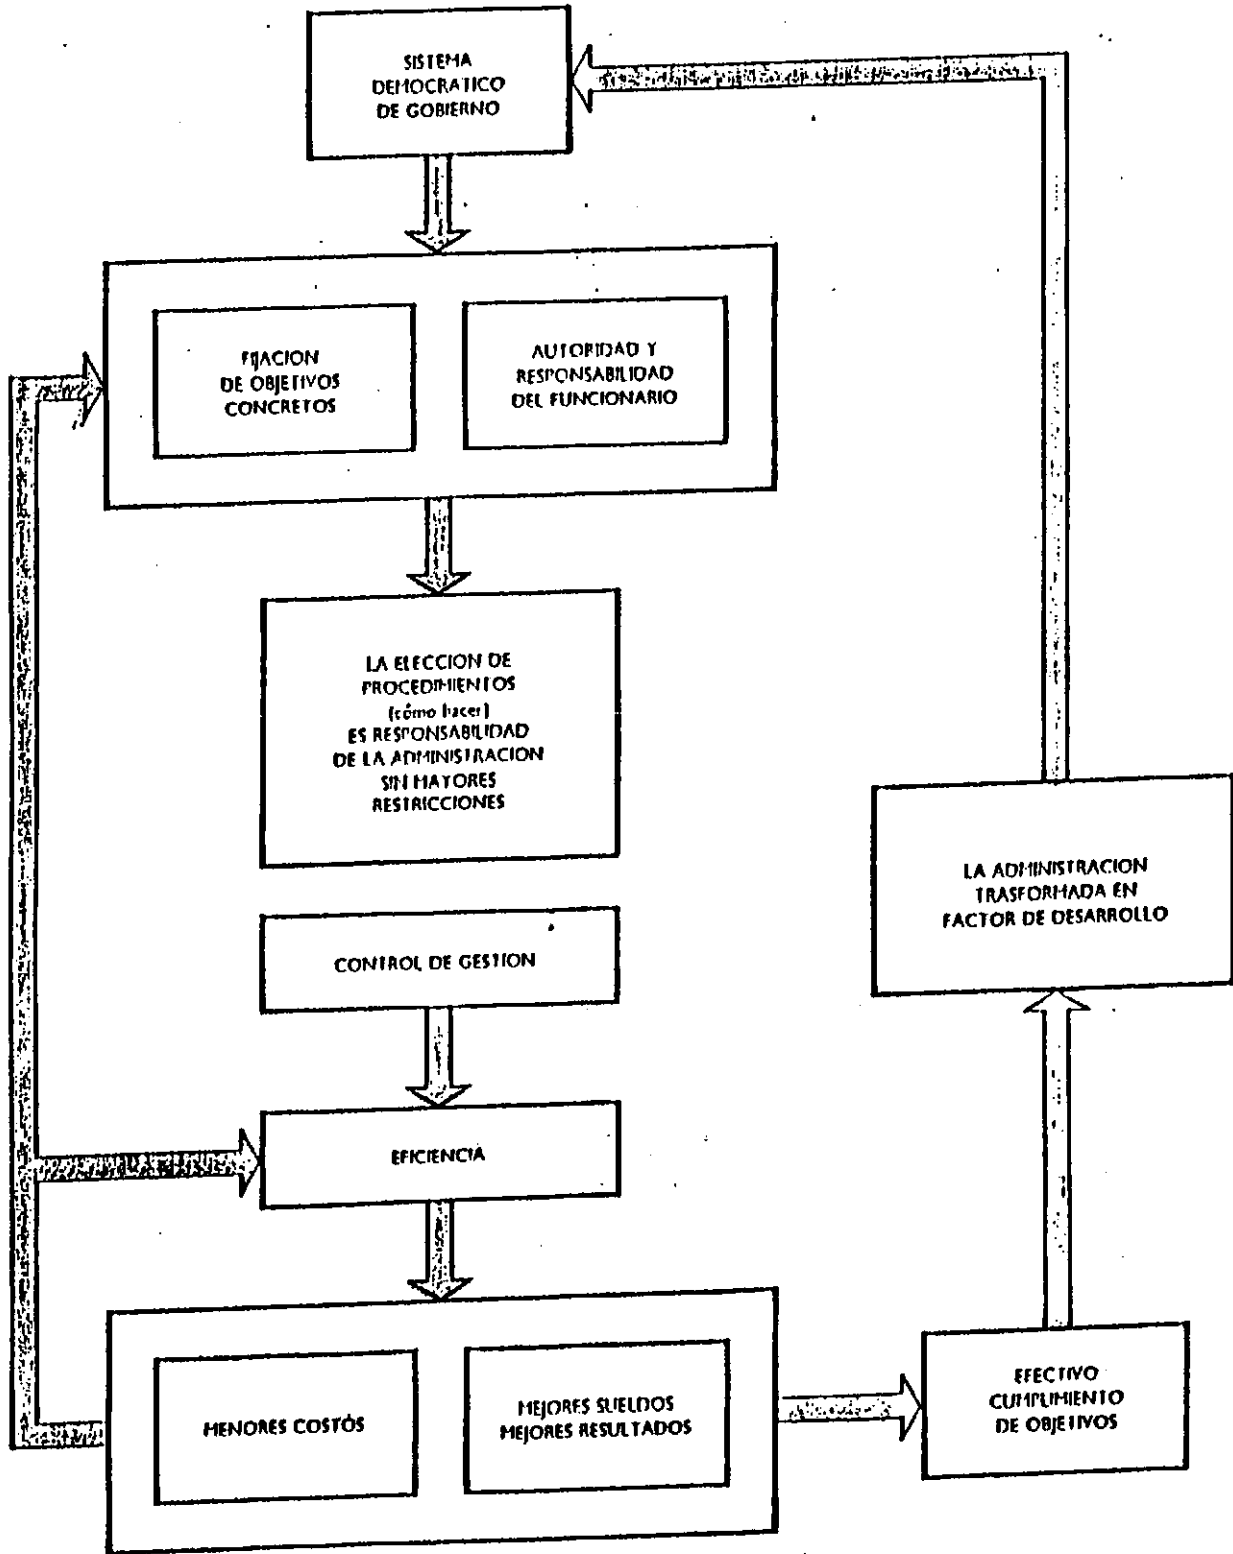 SISTEMA
DEMOCRATICO
DE GOBIERNO
FIJACION
DE OBJETIVOS
CONCRETOS
AUTORIDAD Y
RESPONSABILIDAD
DEL FUNCIONARIO
LA ELECCION DE
PROCEDIMIENTOS
(cómo hacer)
ES RESPONSABILIDAD
DE LA ADMINISTRACION
SIN MAYORES
RESTRICCIONES
CONTROL DE GESTION
EFICIENCIA
MENORES COSTOS
MEJORES SUELDOS
MEJORES RESULTADOS
EFECTIVO
CUMPLIMIENTO
DE OBJETIVOS
LA ADMINISTRACION
TRASFORMADA EN
FACTOR DE DESARROLLO